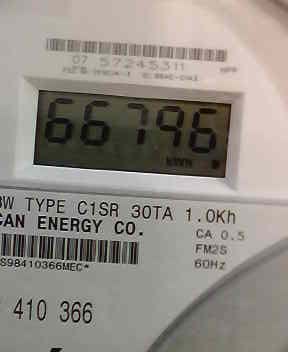 07 57245311
66796
kWh
3W TYPE C1SR 30TA 1.0Kh
CAN ENERGY CO.
CA 0.5
FM2S
60Hz
S98410366MEC*
410 366